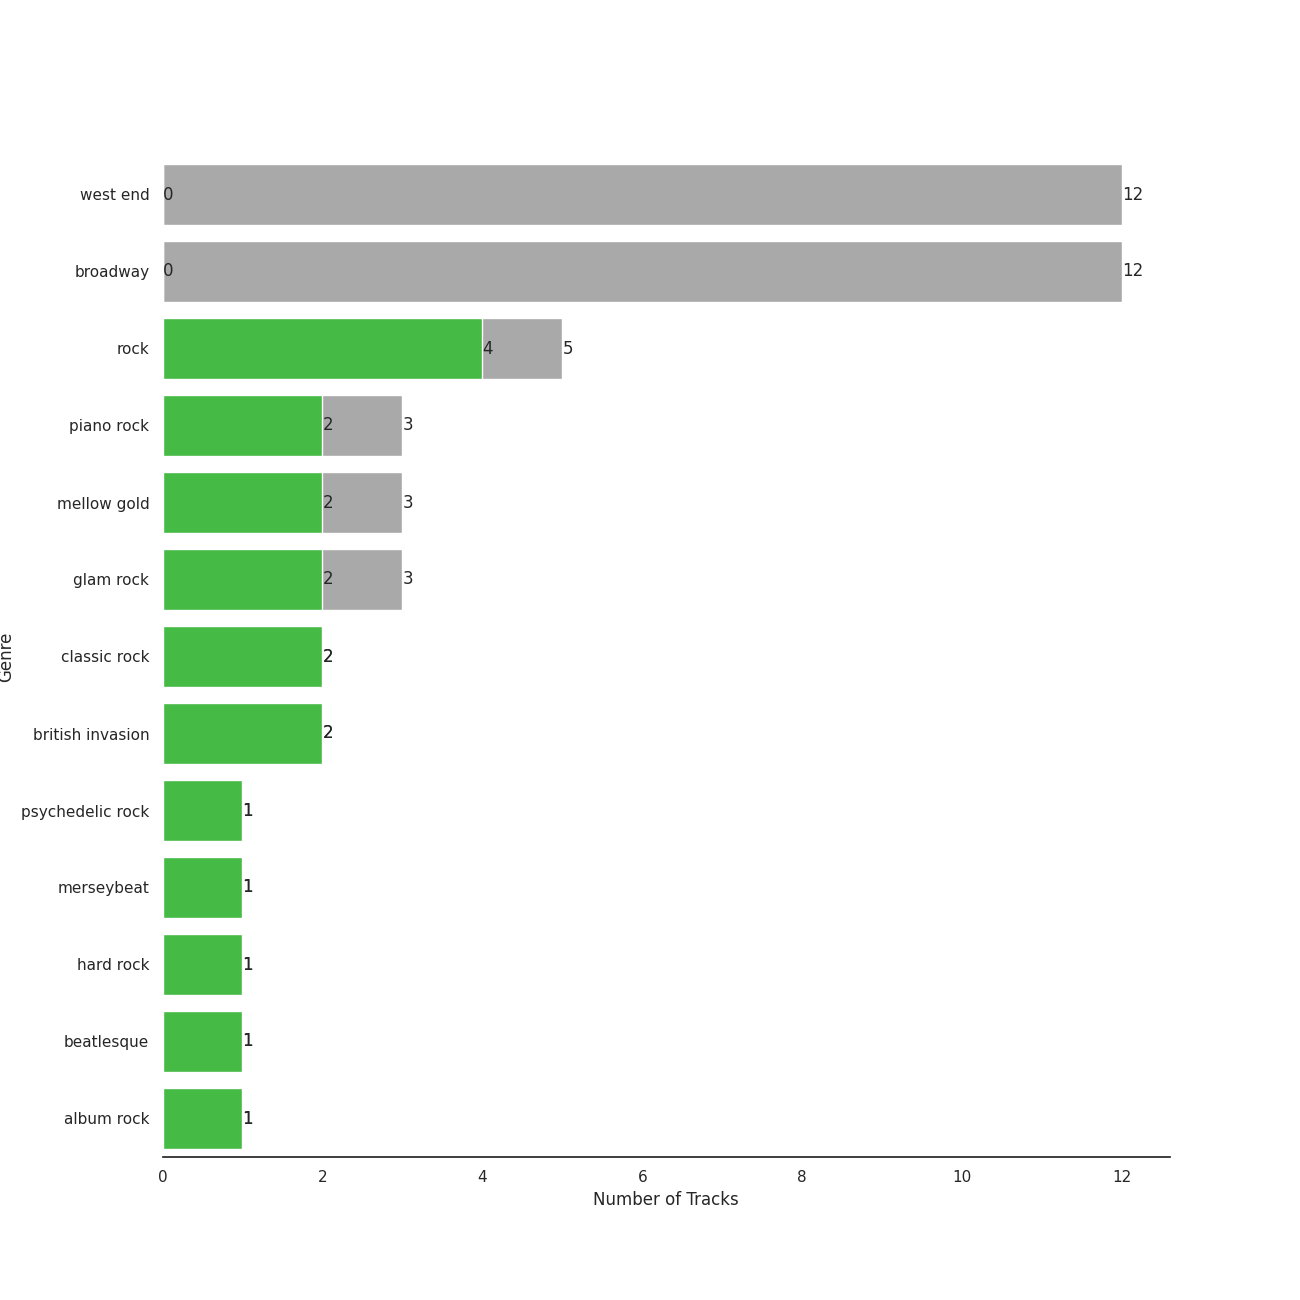 west end 0 12
broadway 0 12
rock 4 5
piano rock 2 3
mellow gold 2 3
glam rock 2 3
classic rock 2
british invasion 2
psychedelic rock 1
merseybeat 1
hard rock 1
beatlesque 1
album rock 1
0 2 4 6 8 10 12
Number of Tracks
Genre